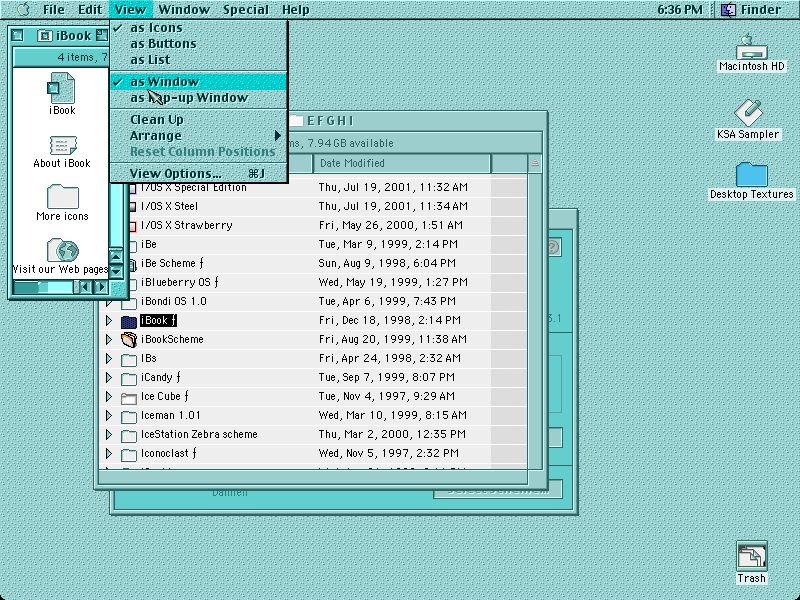 File Edit View Window Special Help 6:36 PM Finder
iBook
4 items, 7
iBook
About iBook
More icons
Visit our Web pages
as Icons
as Buttons
as List
as Window
as Pop-up Window
Clean Up
Arrange
Reset Column Positions
View Options... ⌘J
EFGHI
ms, 7.94 GB available
Date Modified
I/OS X Special Edition Thu, Jul 19, 2001, 11:32 AM
I/OS X Steel Thu, Jul 19, 2001, 11:34 AM
I/OS X Strawberry Fri, May 26, 2000, 1:51 AM
iBe Tue, Mar 9, 1999, 2:14 PM
iBe Scheme ƒ Sun, Aug 9, 1998, 6:04 PM
iBlueberry OS ƒ Wed, May 19, 1999, 1:27 PM
iBondi OS 1.0 Tue, Apr 6, 1999, 7:43 PM
iBook ƒ Fri, Dec 18, 1998, 2:14 PM
iBookScheme Fri, Aug 20, 1999, 11:38 AM
IBs Fri, Apr 24, 1998, 2:32 AM
iCandy ƒ Tue, Sep 7, 1999, 8:07 PM
Ice Cube ƒ Tue, Nov 4, 1997, 9:29 AM
Iceman 1.01 Wed, Mar 10, 1999, 8:15 AM
IceStation Zebra scheme Thu, Mar 2, 2000, 12:35 PM
Iconoclast ƒ Wed, Nov 5, 1997, 2:32 PM
3.1
Damien
Macintosh HD
KSA Sampler
Desktop Textures
Trash